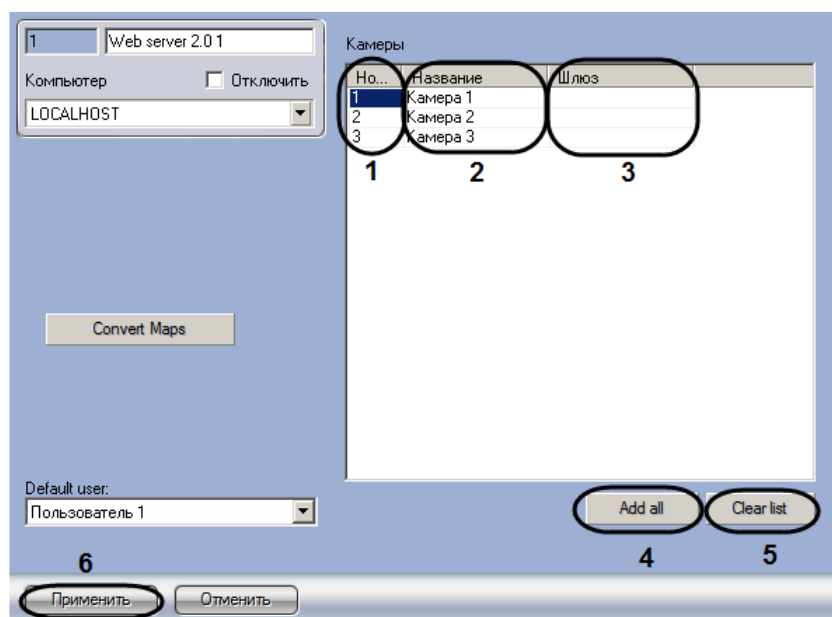 1 Web server 2.0 1
Компьютер Отключить
LOCALHOST
Камеры
Но... Название Шлюз
1 Камера 1
2 Камера 2
3 Камера 3
1 2 3
Convert Maps
Default user:
Пользователь 1
Add all Clear list
4 5
6
Применить Отменить